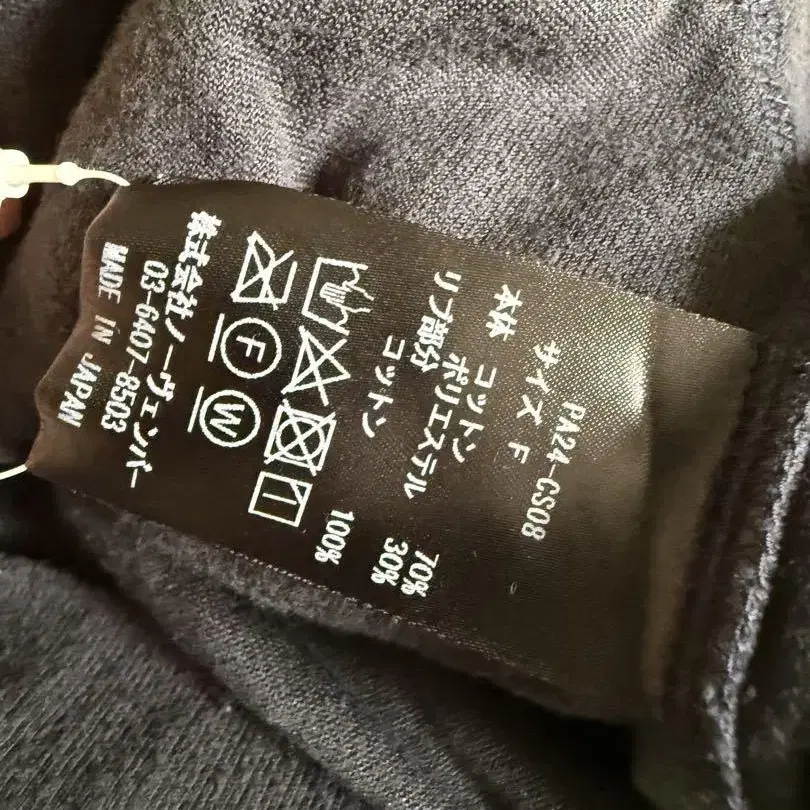 PA24-CS08
サイズ F
本体 コットン 70%
ポリエステル 30%
リブ部分
コットン 100%
F
W
株式会社ノーヴェンバー
03-6407-8503
MADE IN JAPAN